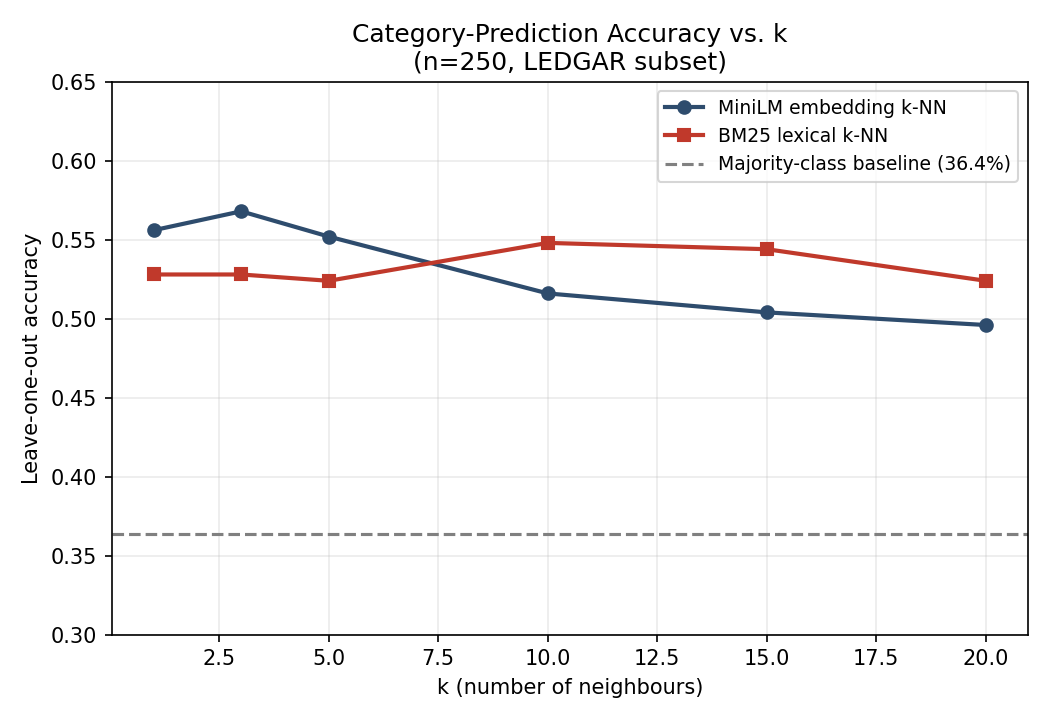 Category-Prediction Accuracy vs. k
(n=250, LEDGAR subset)
MiniLM embedding k-NN
BM25 lexical k-NN
Majority-class baseline (36.4%)
Leave-one-out accuracy
0.65
0.60
0.55
0.50
0.45
0.40
0.35
0.30
2.5 5.0 7.5 10.0 12.5 15.0 17.5 20.0
k (number of neighbours)